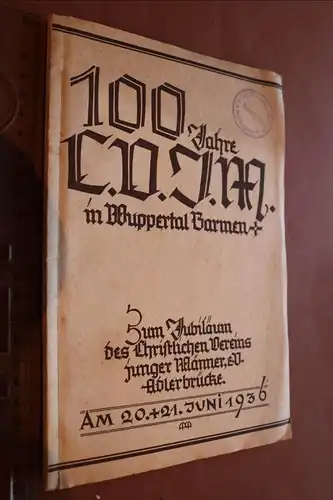 100
Jahre
C.V.J.M.
in Wuppertal Barmen
Zum Jubiläum
des Christlichen Vereins
junger Männer, e.V.
Adlerbrücke.
AM 20.+21. JUNI 1936